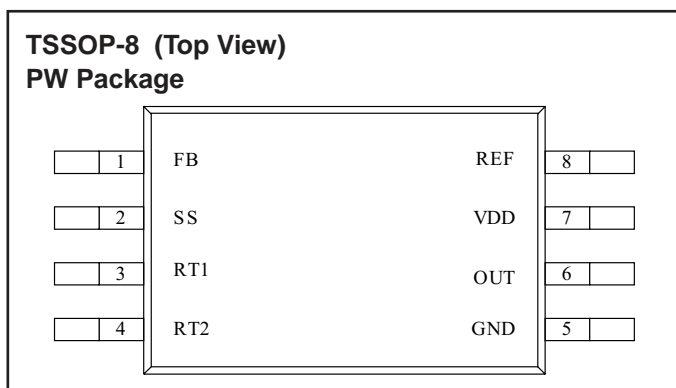 TSSOP-8 (Top View)
PW Package
1 FB REF 8
2 SS VDD 7
3 RT1 OUT 6
4 RT2 GND 5